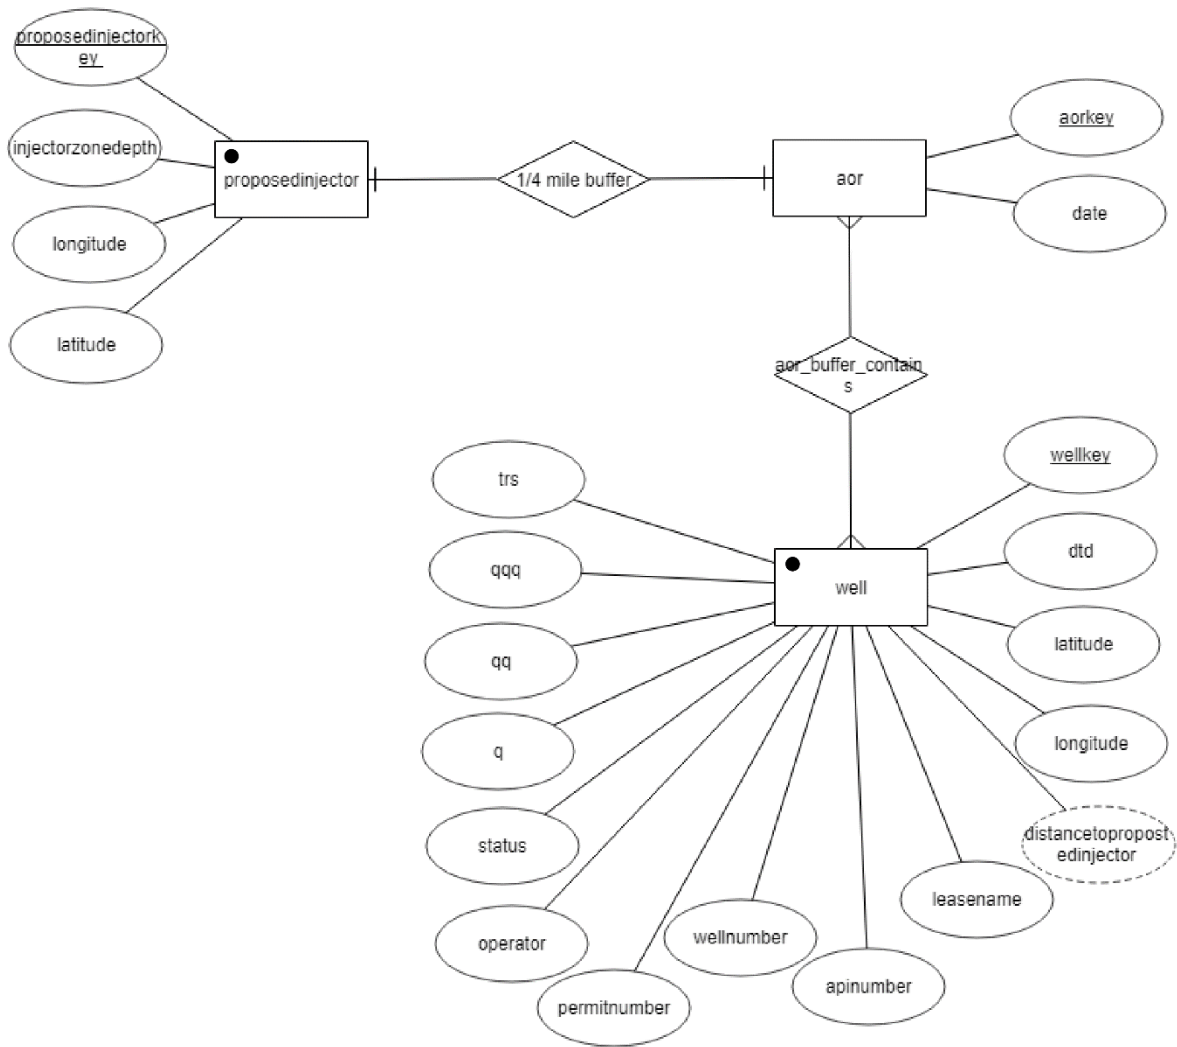 proposedinjectork
ey
injectorzonedepth
longitude
latitude
proposedinjector
1/4 mile buffer
aor
aorkey
date
aor_buffer_contain
s
well
trs
qqq
qq
q
status
operator
permitnumber
wellnumber
apinumber
leasename
distancetopropost
edinjector
longitude
latitude
dtd
wellkey